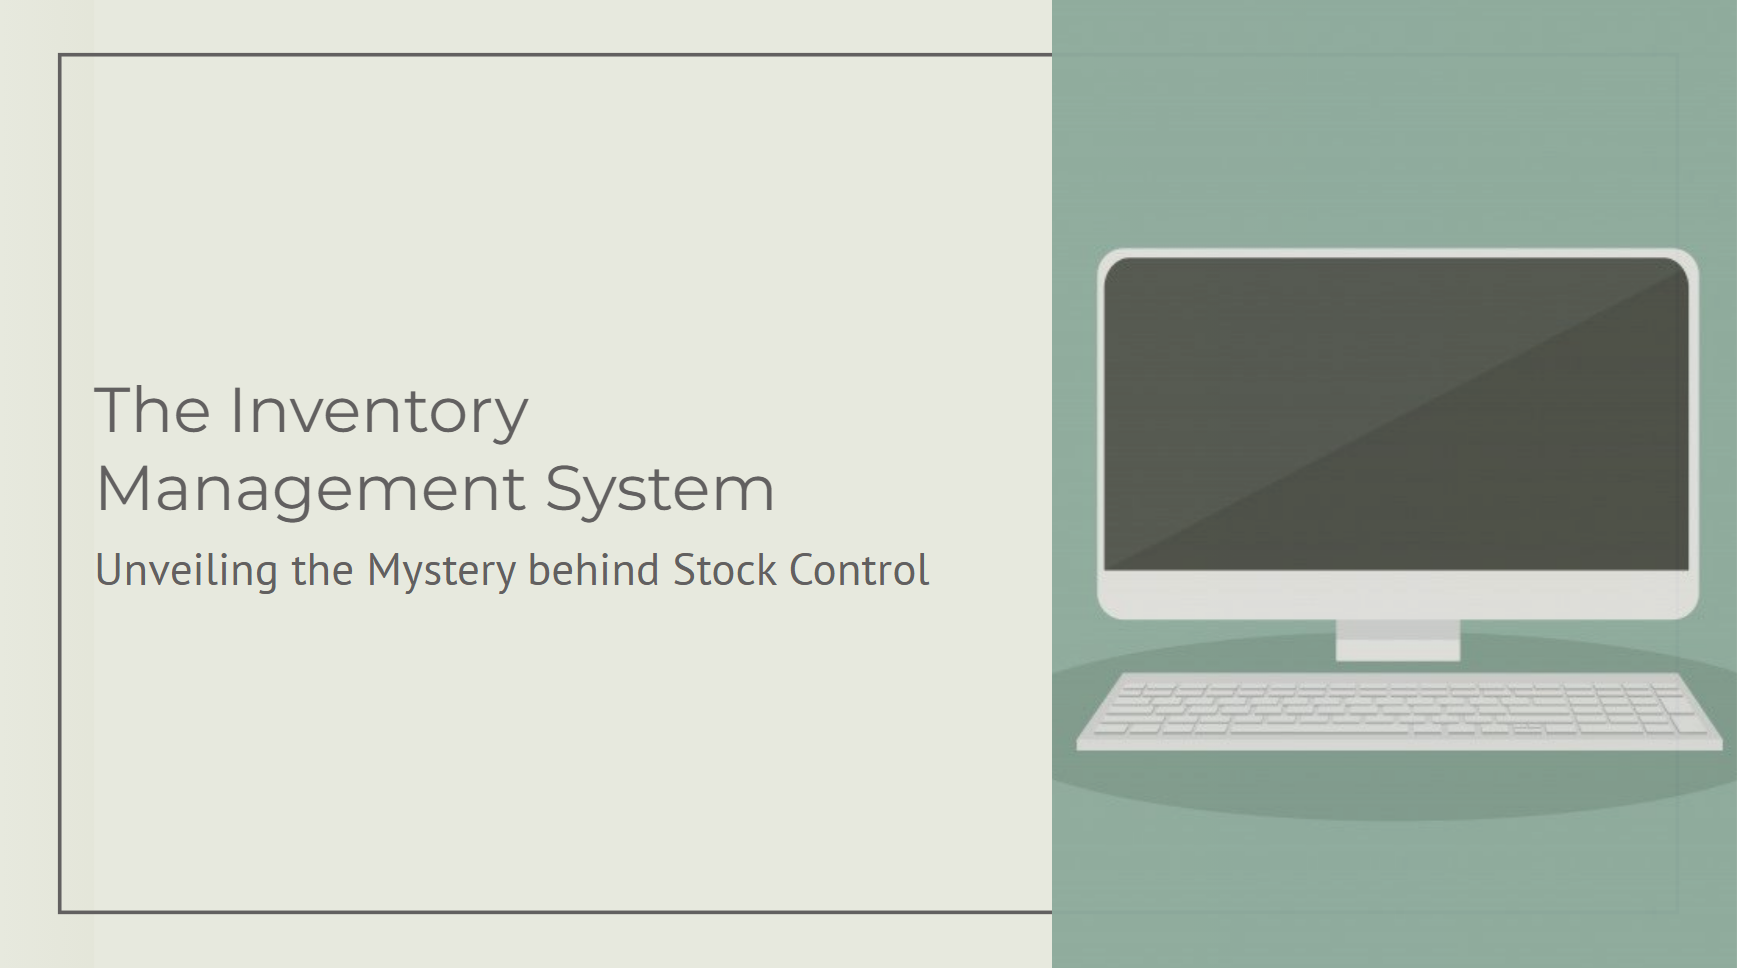 The Inventory
Management System
Unveiling the Mystery behind Stock Control